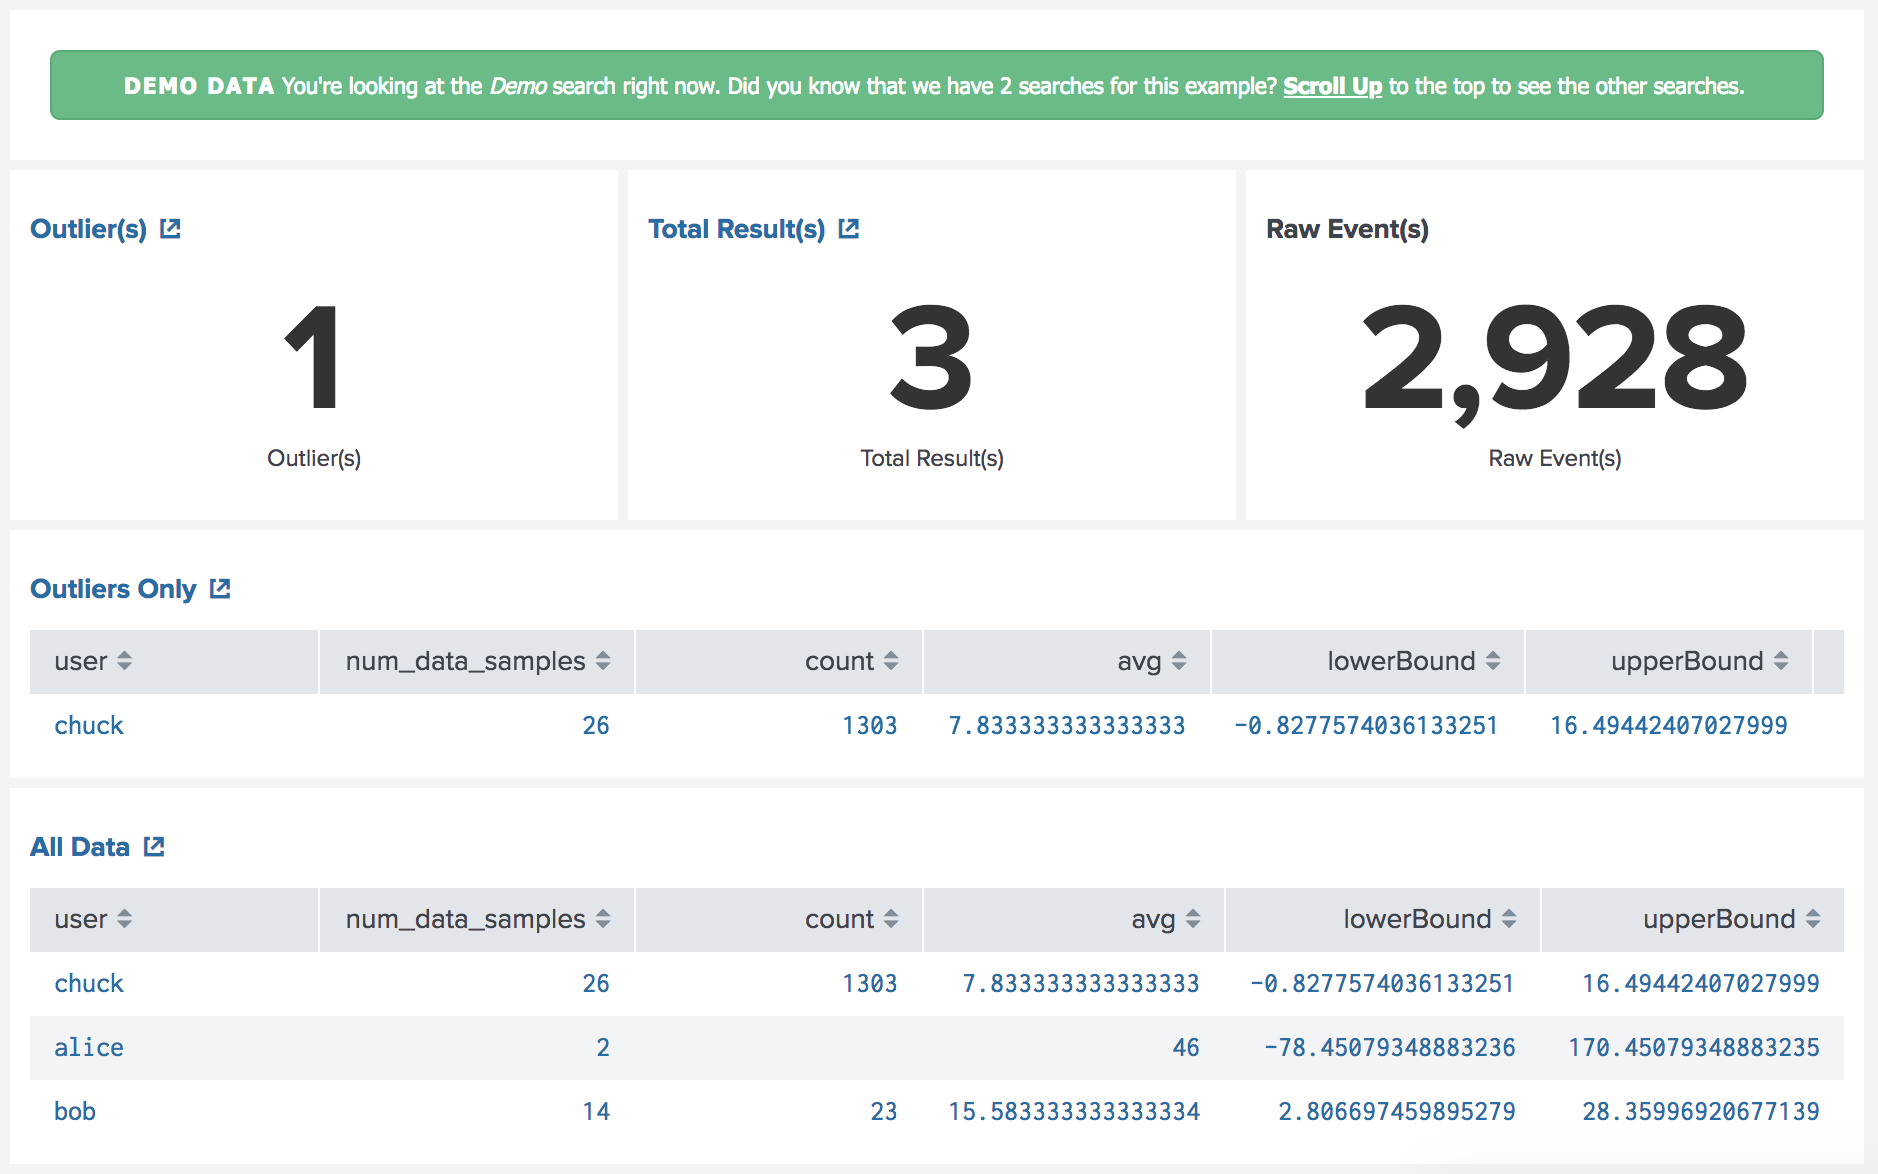 DEMO DATA You're looking at the Demo search right now. Did you know that we have 2 searches for this example? Scroll Up to the top to see the other searches.
Outlier(s)
1
Outlier(s)
Total Result(s)
3
Total Result(s)
Raw Event(s)
2,928
Raw Event(s)
Outliers Only
user num_data_samples count avg lowerBound upperBound
chuck 26 1303 7.833333333333333 -0.8277574036133251 16.49442407027999
All Data
user num_data_samples count avg lowerBound upperBound
chuck 26 1303 7.833333333333333 -0.8277574036133251 16.49442407027999
alice 2 46 -78.45079348883236 170.45079348883235
bob 14 23 15.583333333333334 2.806697459895279 28.35996920677139